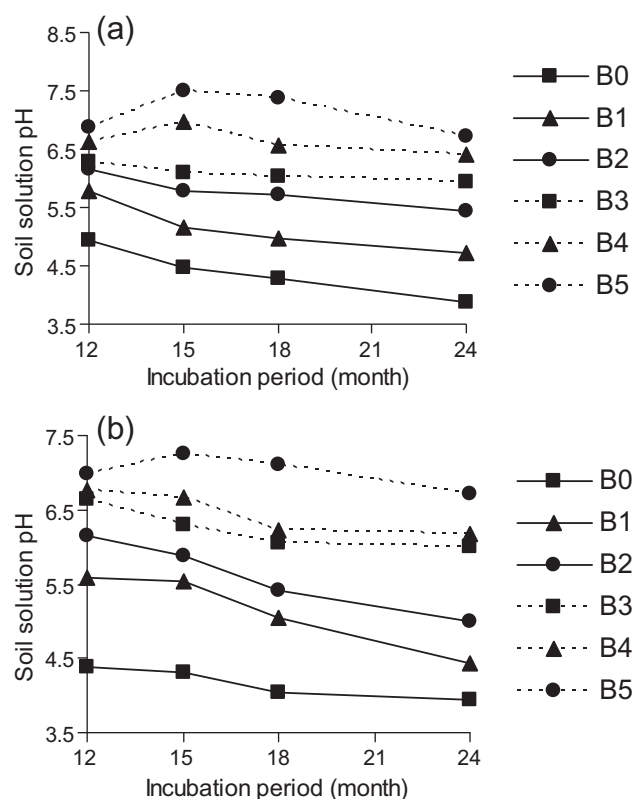 (a)
8.5
7.5
6.5
5.5
4.5
3.5
Soil solution pH
12 15 18 21 24
Incubation period (month)
B0
B1
B2
B3
B4
B5
(b)
7.5
6.5
5.5
4.5
3.5
Soil solution pH
12 15 18 21 24
Incubation period (month)
B0
B1
B2
B3
B4
B5